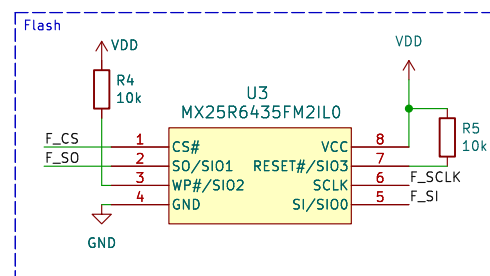 Flash
VDD
VDD
R4
10k
U3
MX25R6435FM2IL0
R5
10k
F_CS 1 CS# VCC 8
F_SO 2 SO/SIO1 RESET#/SIO3 7
3 WP#/SIO2 SCLK 6 F_SCLK
4 GND SI/SIO0 5 F_SI
GND